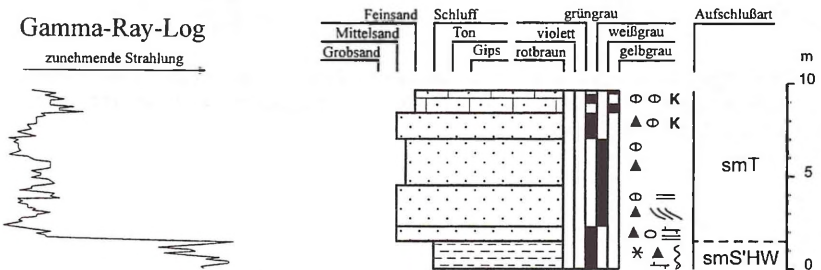 Gamma-Ray-Log
zunehmende Strahlung
Feinsand Schluff grüngrau Aufschlußart
Mittelsand Ton violett weißgrau
Grobsand Gips rotbraun gelbgrau
m
10
K
K
smT
5
smS'HW
0